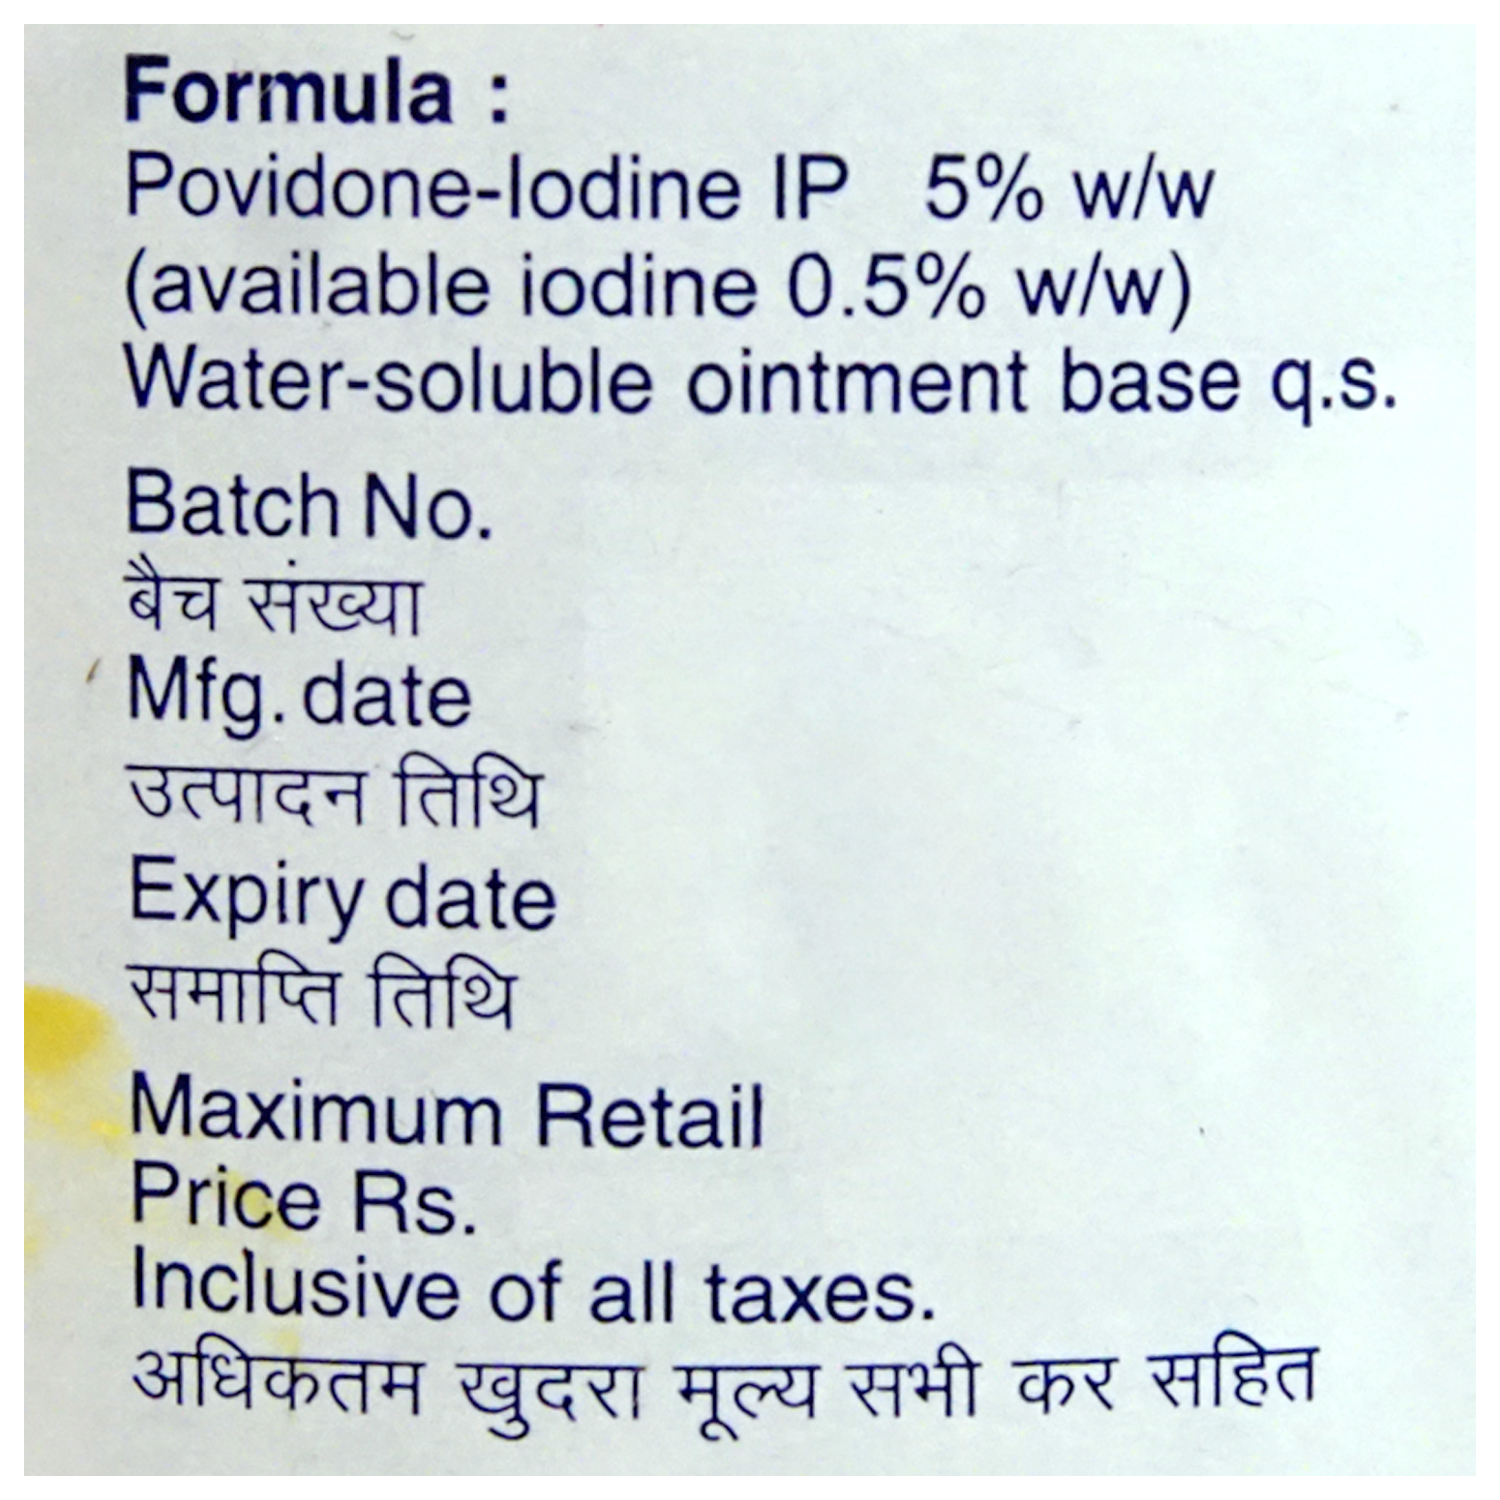 Formula :
Povidone-Iodine IP 5% w/w
(available iodine 0.5% w/w)
Water-soluble ointment base q.s.
Batch No.
बैच संख्या
Mfg. date
उत्पादन तिथि
Expiry date
समाप्ति तिथि
Maximum Retail
Price Rs.
Inclusive of all taxes.
अधिकतम खुदरा मूल्य सभी कर सहित